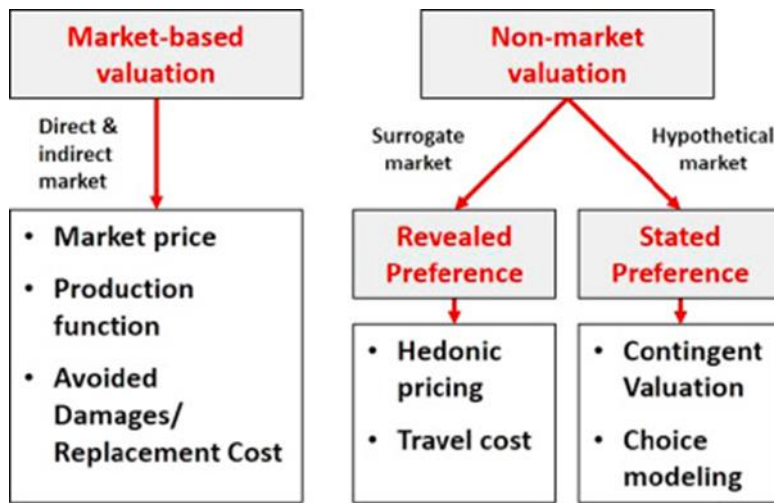 Market-based
valuation
Direct &
indirect
market
• Market price
• Production
function
• Avoided
Damages/
Replacement Cost
Non-market
valuation
Surrogate
market
Hypothetical
market
Revealed
Preference
• Hedonic
pricing
• Travel cost
Stated
Preference
• Contingent
Valuation
• Choice
modeling